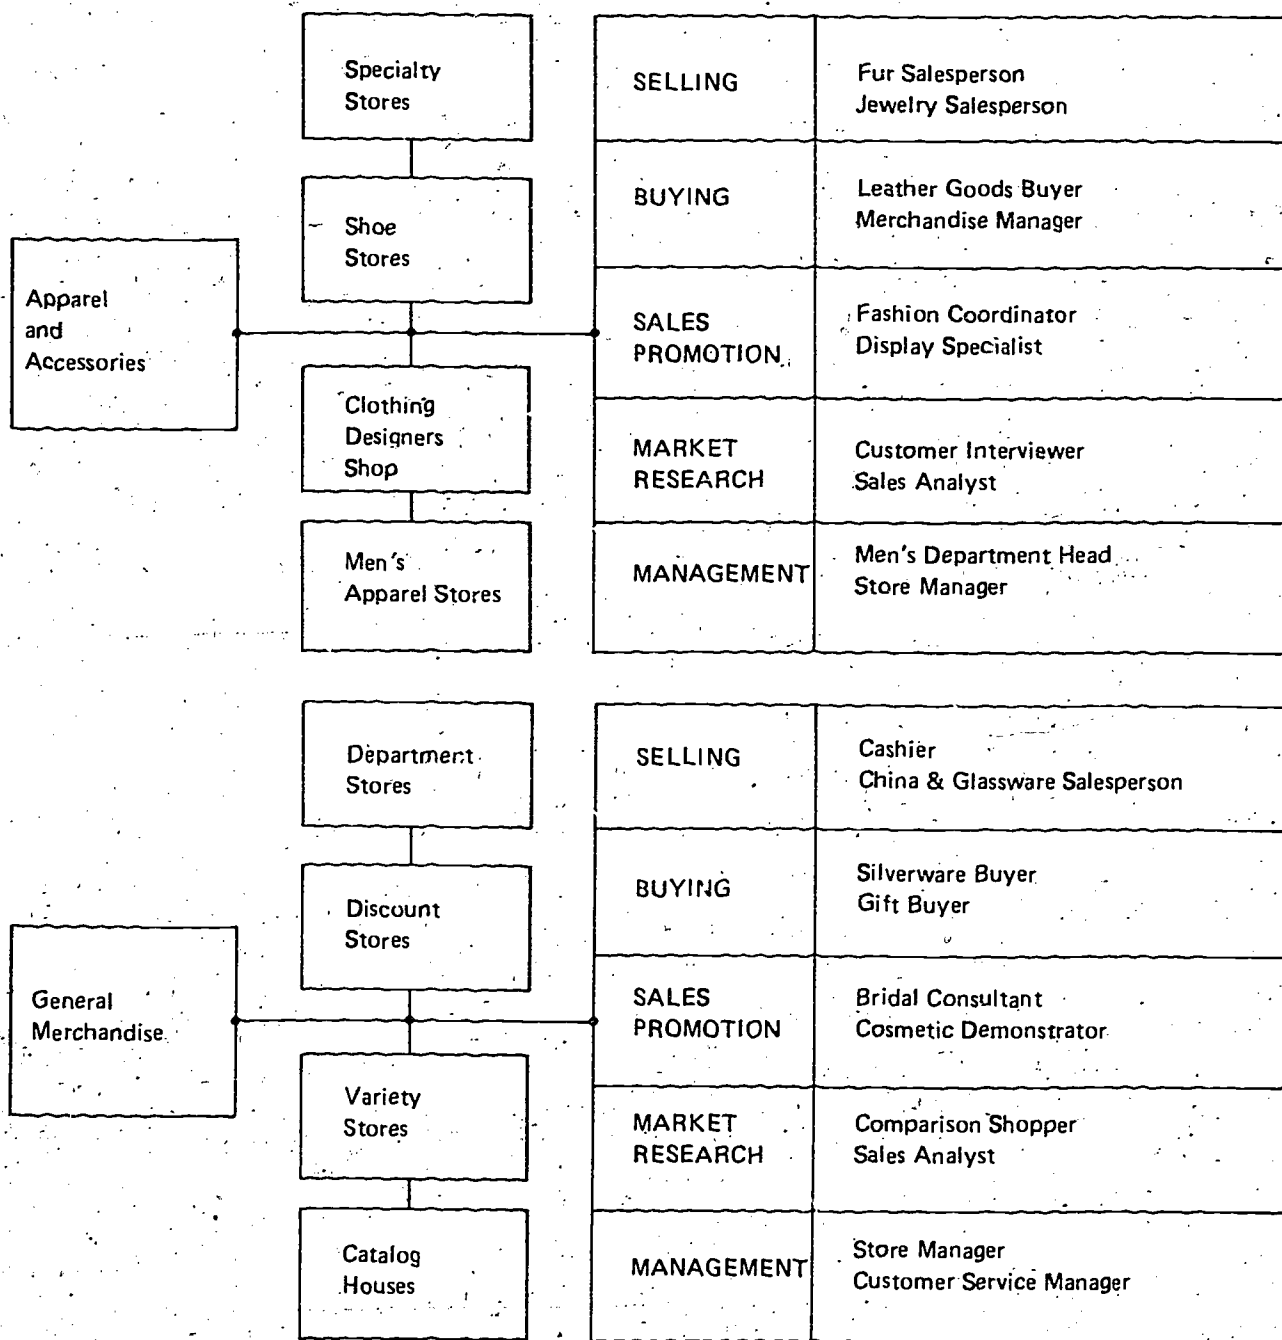 Apparel
and
Accessories
Specialty
Stores
Shoe
Stores
Clothing
Designers
Shop
Men's
Apparel Stores
SELLING
Fur Salesperson
Jewelry Salesperson
BUYING
Leather Goods Buyer
Merchandise Manager
SALES
PROMOTION
Fashion Coordinator
Display Specialist
MARKET
RESEARCH
Customer Interviewer
Sales Analyst
MANAGEMENT
Men's Department Head
Store Manager
General
Merchandise
Department
Stores
Discount
Stores
Variety
Stores
Catalog
Houses
SELLING
Cashier
China & Glassware Salesperson
BUYING
Silverware Buyer
Gift Buyer
SALES
PROMOTION
Bridal Consultant
Cosmetic Demonstrator
MARKET
RESEARCH
Comparison Shopper
Sales Analyst
MANAGEMENT
Store Manager
Customer Service Manager